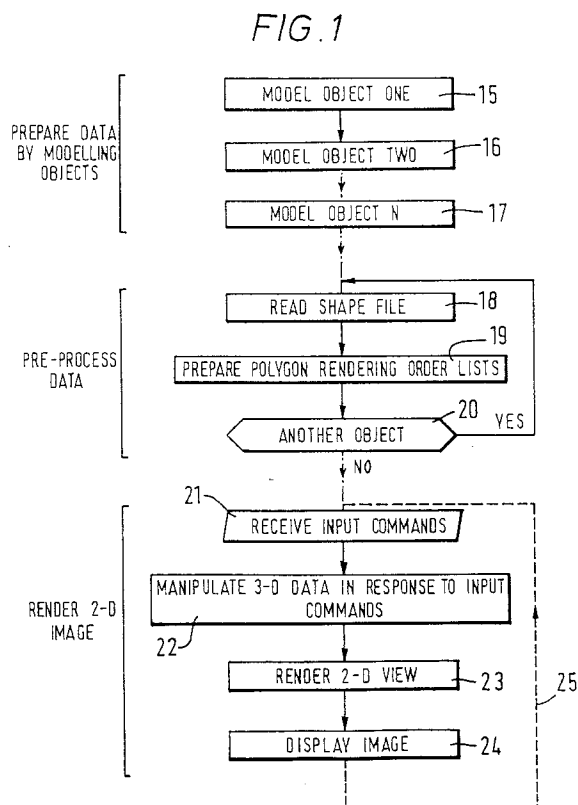 FIG.1
PREPARE DATA
BY MODELLING
OBJECTS
MODEL OBJECT ONE
15
MODEL OBJECT TWO
16
MODEL OBJECT N
17
PRE-PROCESS
DATA
READ SHAPE FILE
18
PREPARE POLYGON RENDERING ORDER LISTS
19
ANOTHER OBJECT
20
YES
NO
RENDER 2-D
IMAGE
21
RECEIVE INPUT COMMANDS
MANIPULATE 3-D DATA IN RESPONSE TO INPUT
COMMANDS
22
RENDER 2-D VIEW
23
25
DISPLAY IMAGE
24